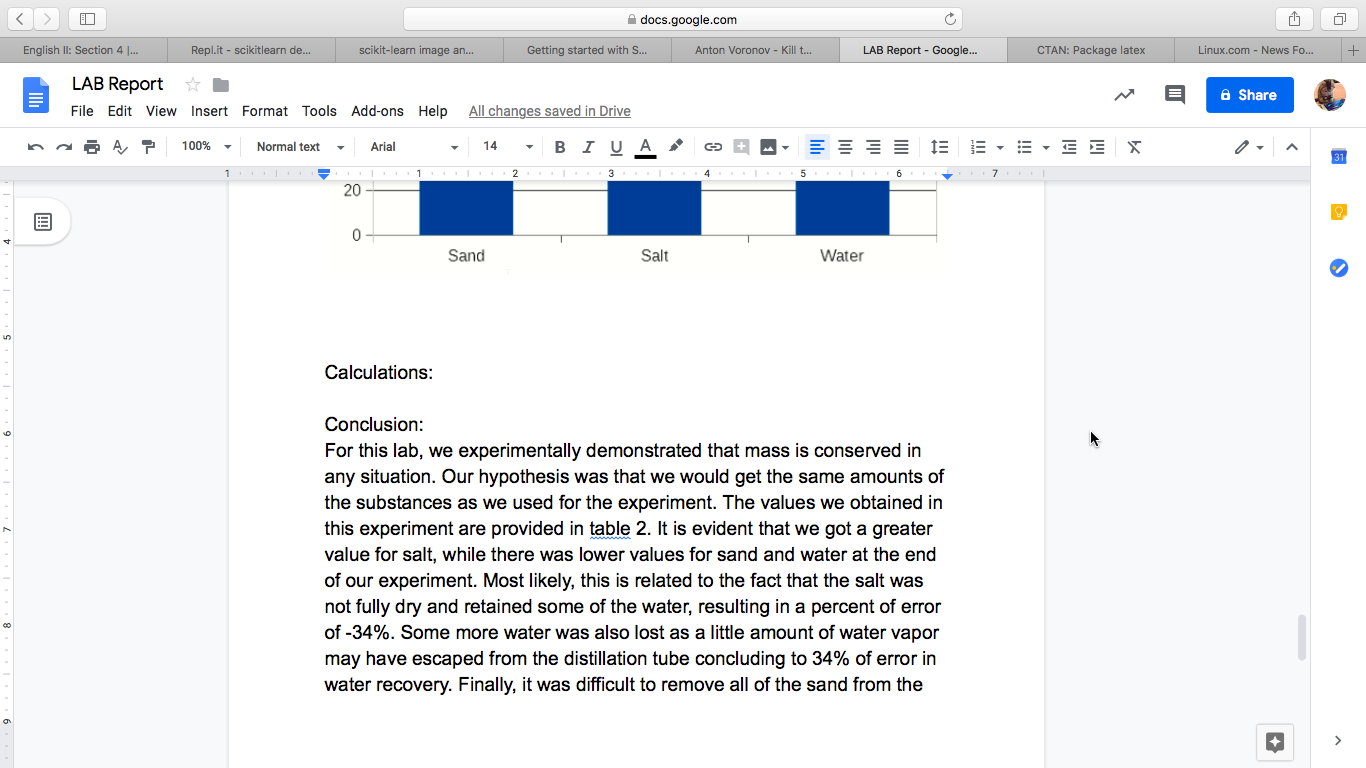 docs.google.com
English II: Section 4 |...
Repl.it - scikitlearn de...
scikit-learn image an...
Getting started with S...
Anton Voronov - Kill t...
LAB Report - Google...
CTAN: Package latex
Linux.com - News Fo...
LAB Report
File Edit View Insert Format Tools Add-ons Help All changes saved in Drive
Share
100% Normal text Arial 14 B I U A
1 1 2 3 4 5 6 7
31
4
5
6
7
8
9
20
0
Sand Salt Water
Calculations:
Conclusion:
For this lab, we experimentally demonstrated that mass is conserved in
any situation. Our hypothesis was that we would get the same amounts of
the substances as we used for the experiment. The values we obtained in
this experiment are provided in table 2. It is evident that we got a greater
value for salt, while there was lower values for sand and water at the end
of our experiment. Most likely, this is related to the fact that the salt was
not fully dry and retained some of the water, resulting in a percent of error
of -34%. Some more water was also lost as a little amount of water vapor
may have escaped from the distillation tube concluding to 34% of error in
water recovery. Finally, it was difficult to remove all of the sand from the